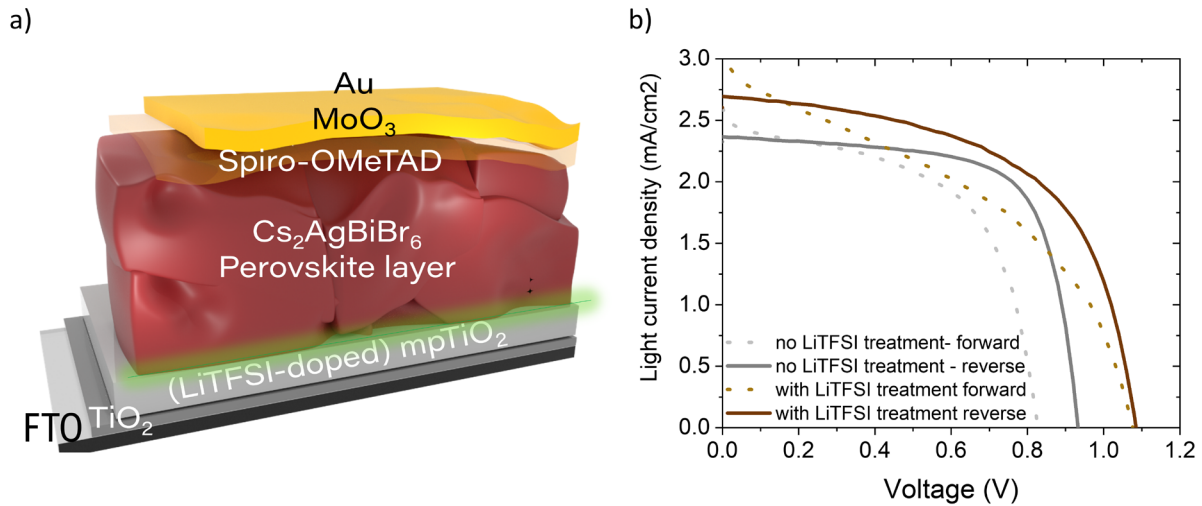 a)
Au
MoO₃
Spiro-OMeTAD
Cs₂AgBiBr₆
Perovskite layer
(LiTFSI-doped) mpTiO₂
TiO₂
FTO
b)
Light current density (mA/cm2)
3.0
2.5
2.0
1.5
1.0
0.5
0.0
no LiTFSI treatment- forward
no LiTFSI treatment - reverse
with LiTFSI treatment forward
with LiTFSI treatment reverse
0.0 0.2 0.4 0.6 0.8 1.0 1.2
Voltage (V)